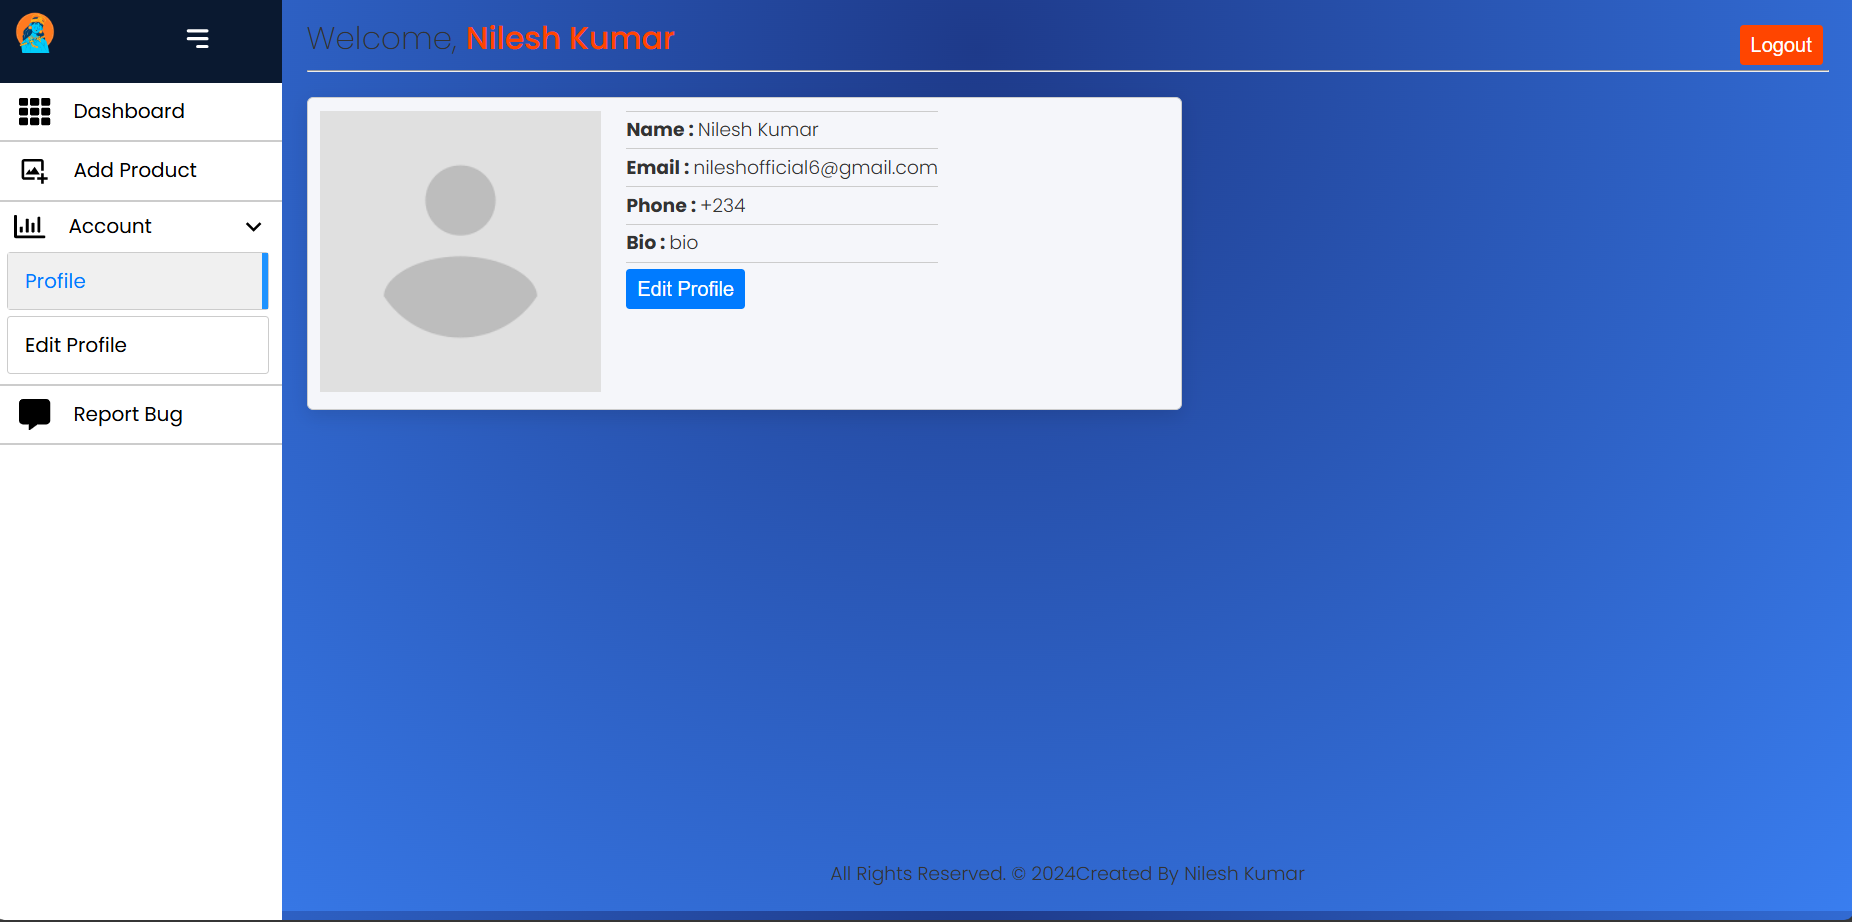 Welcome, Nilesh Kumar
Logout
Dashboard
Add Product
Account
Profile
Edit Profile
Report Bug
Name : Nilesh Kumar
Email : nileshofficial6@gmail.com
Phone : +234
Bio : bio
Edit Profile
All Rights Reserved. © 2024Created By Nilesh Kumar